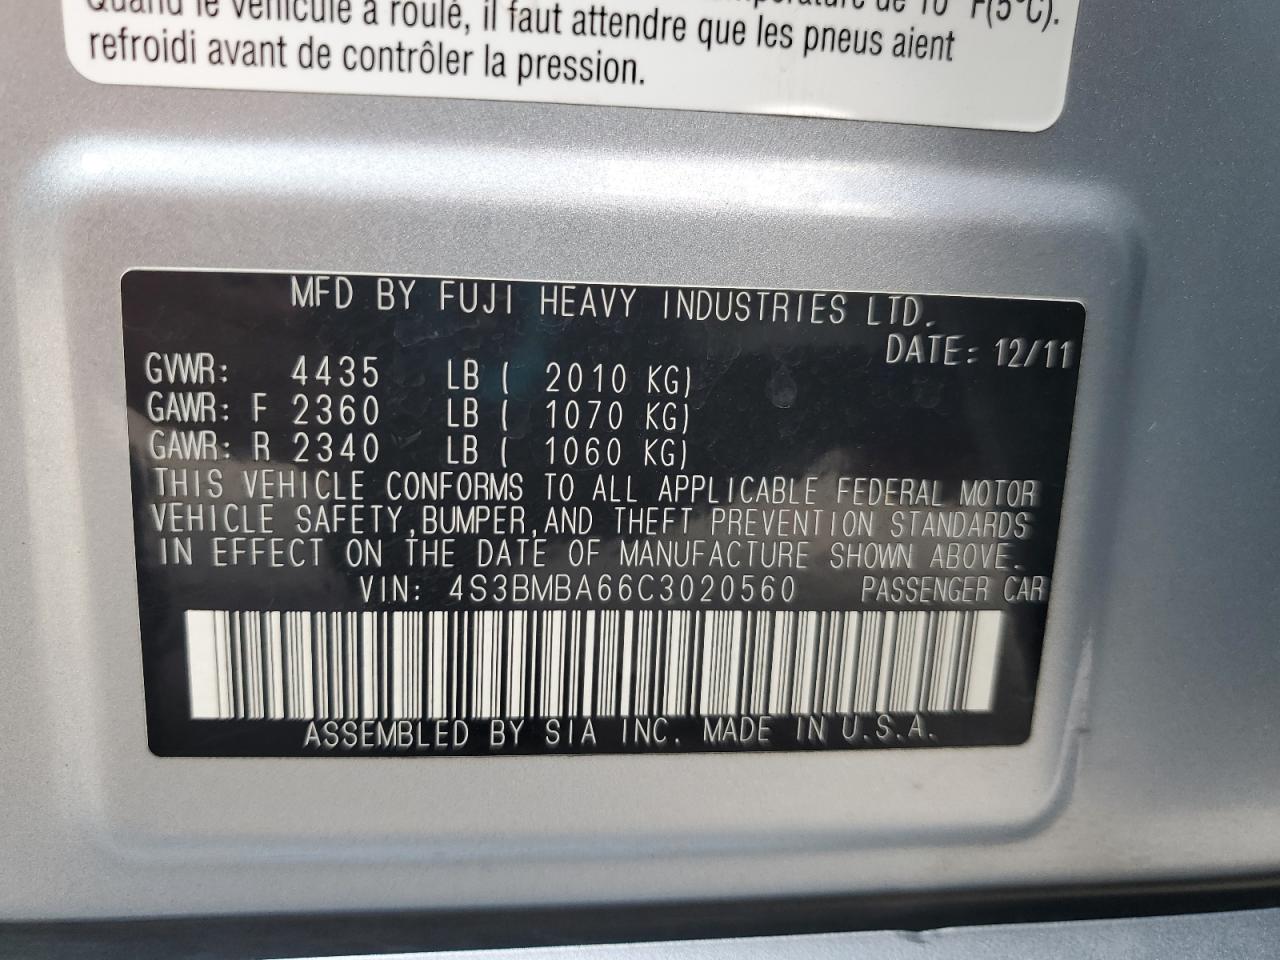 Quand le véhicule a roulé, il faut attendre que les pneus aient
refroidi avant de contrôler la pression.
de 10°F(5°C).
MFD BY FUJI HEAVY INDUSTRIES LTD.
DATE: 12/11
GVWR: 4435 LB ( 2010 KG)
GAWR: F 2360 LB ( 1070 KG)
GAWR: R 2340 LB ( 1060 KG)
THIS VEHICLE CONFORMS TO ALL APPLICABLE FEDERAL MOTOR
VEHICLE SAFETY,BUMPER,AND THEFT PREVENTION STANDARDS
IN EFFECT ON THE DATE OF MANUFACTURE SHOWN ABOVE.
VIN: 4S3BMBA66C3020560 PASSENGER CAR
ASSEMBLED BY SIA INC. MADE IN U.S.A.